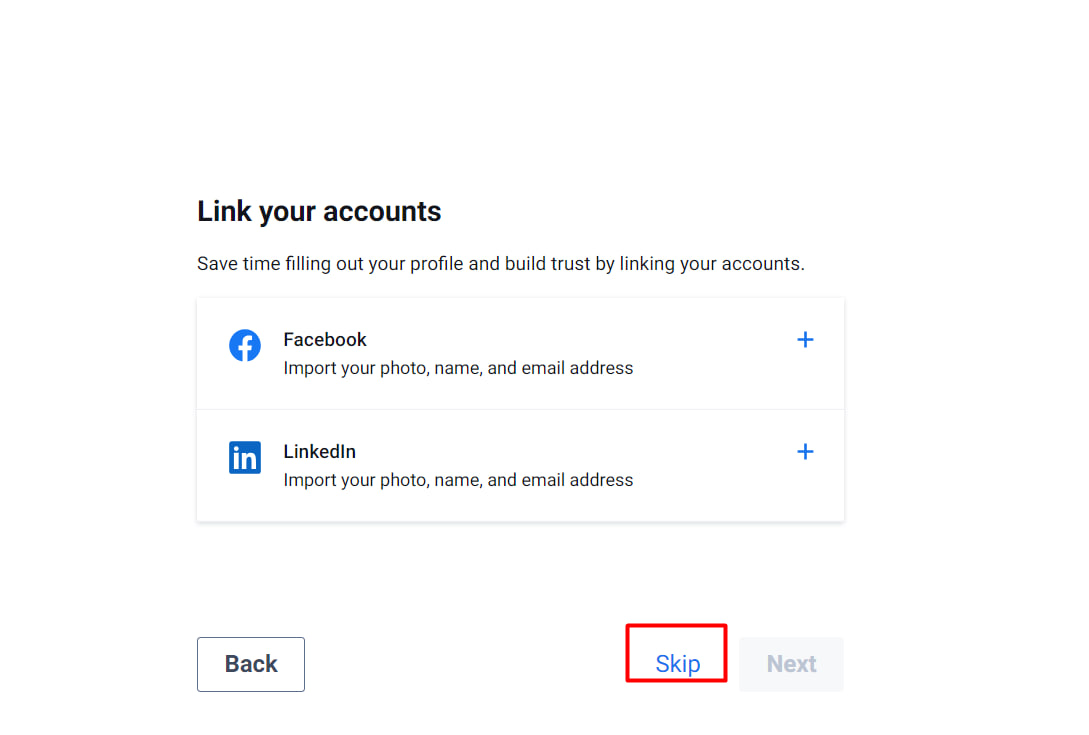 Link your accounts
Save time filling out your profile and build trust by linking your accounts.
Facebook
Import your photo, name, and email address
LinkedIn
Import your photo, name, and email address
Back
Skip
Next